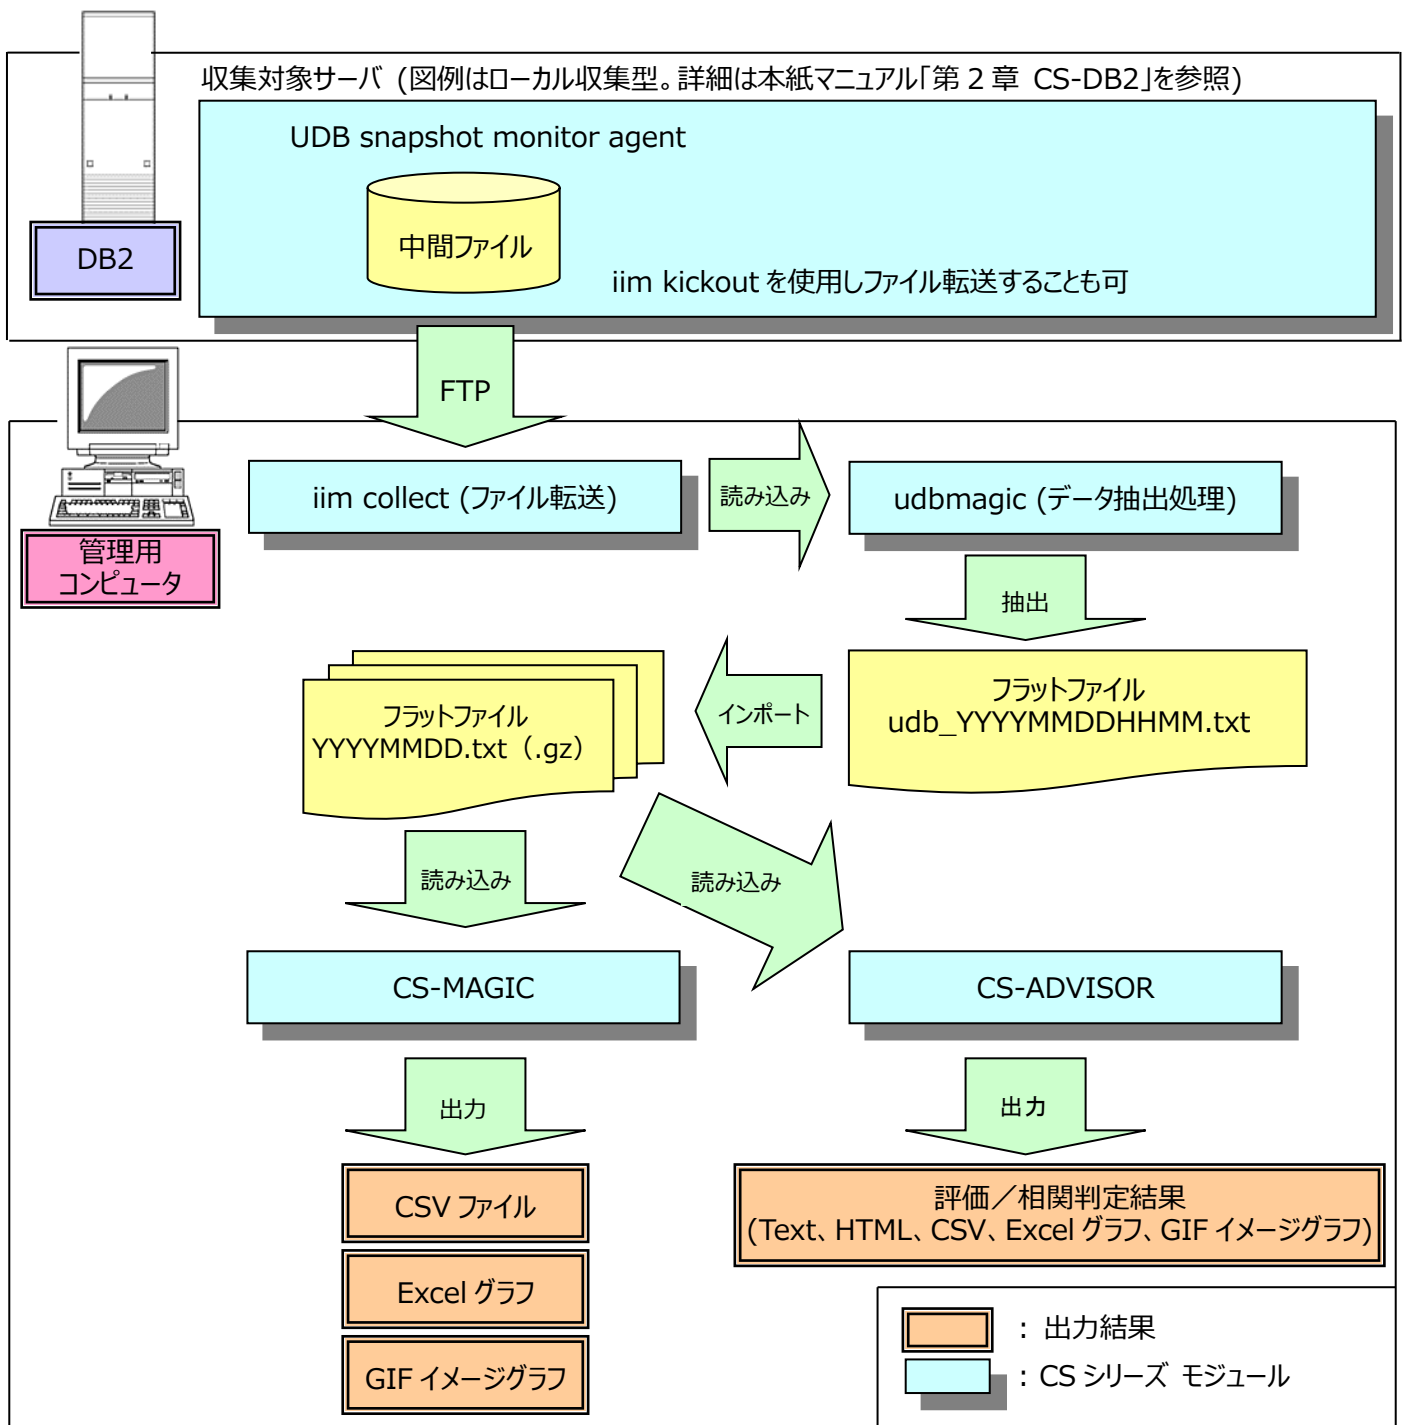 収集対象サーバ (図例はローカル収集型。詳細は本紙マニュアル「第 2 章 CS-DB2」を参照)
UDB snapshot monitor agent
中間ファイル
iim kickout を使用しファイル転送することも可
DB2
FTP
管理用
コンピュータ
iim collect (ファイル転送)
読み込み
udbmagic (データ抽出処理)
抽出
フラットファイル
udb_YYYYMMDDHHMM.txt
インポート
フラットファイル
YYYYMMDD.txt（.gz）
読み込み
読み込み
CS-MAGIC
CS-ADVISOR
出力
出力
CSV ファイル
Excel グラフ
GIF イメージグラフ
評価／相関判定結果
(Text、HTML、CSV、Excel グラフ、GIF イメージグラフ)
: 出力結果
: CS シリーズ モジュール